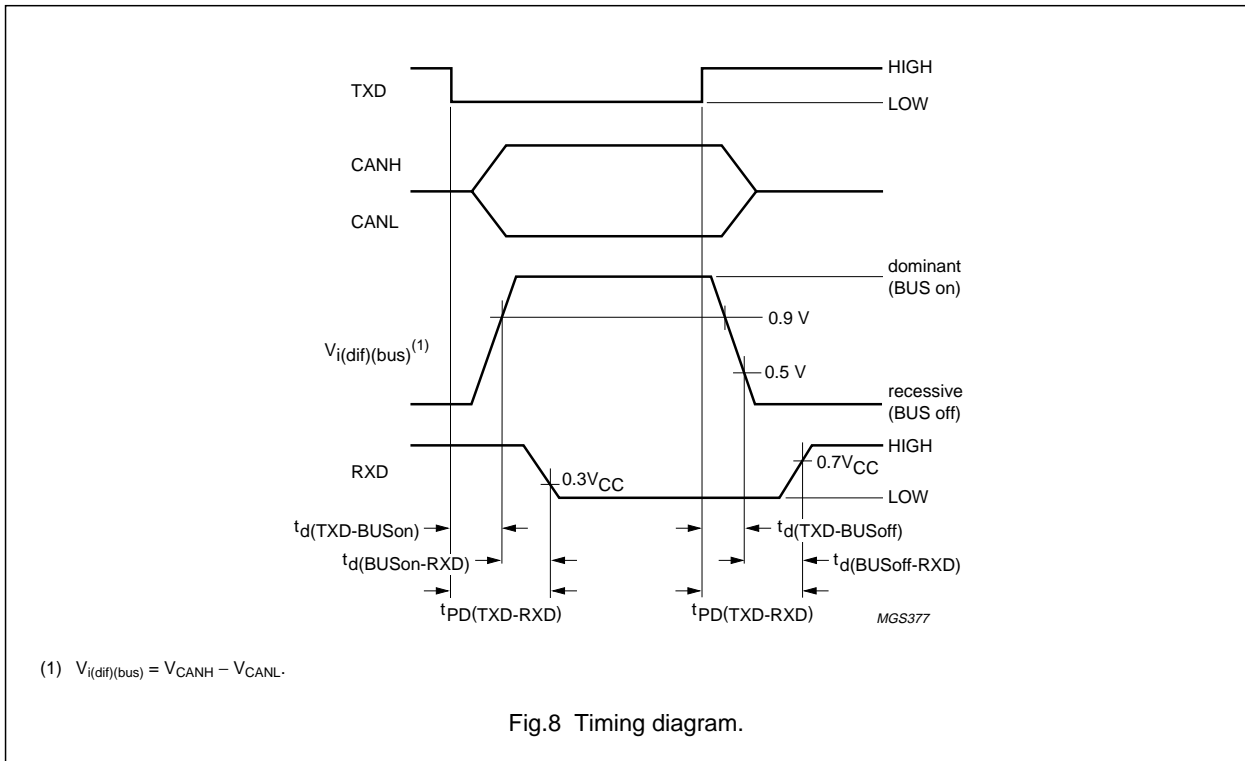 TXD
HIGH
LOW
CANH
CANL
dominant
(BUS on)
0.9 V
Vi(dif)(bus)(1)
0.5 V
recessive
(BUS off)
HIGH
RXD
0.3VCC
0.7VCC
LOW
td(TXD-BUSon)
td(TXD-BUSoff)
td(BUSon-RXD)
td(BUSoff-RXD)
tPD(TXD-RXD)
tPD(TXD-RXD)
MGS377
(1) Vi(dif)(bus) = VCANH − VCANL.
Fig.8 Timing diagram.